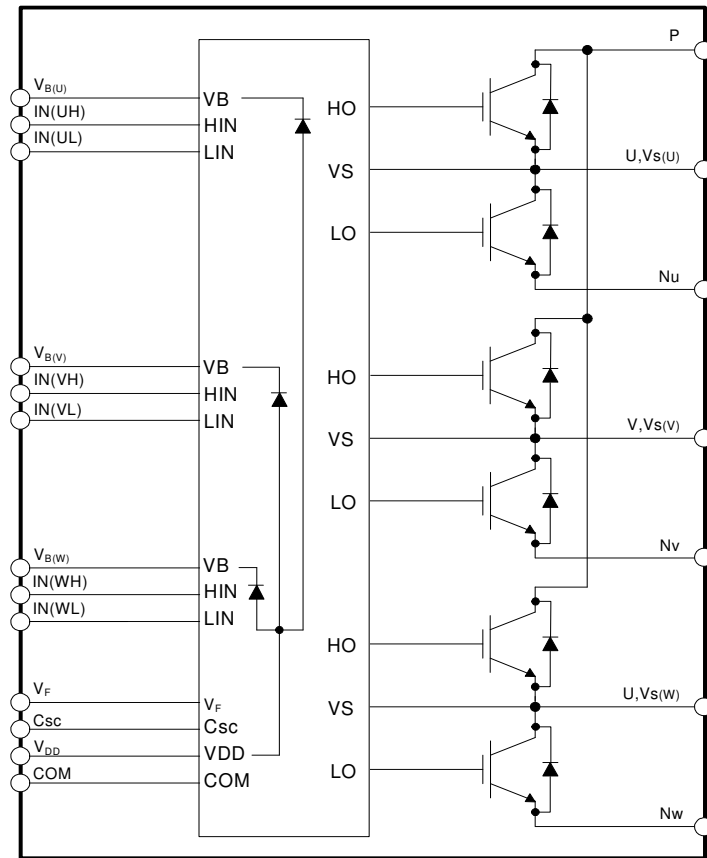 P
VB(U)
IN(UH)
IN(UL)
VB
HIN
LIN
HO
VS
LO
U,Vs(U)
Nu
VB(V)
IN(VH)
IN(VL)
VB
HIN
LIN
HO
VS
LO
V,Vs(V)
Nv
VB(W)
IN(WH)
IN(WL)
VB
HIN
LIN
HO
VS
LO
U,Vs(W)
Nw
VF
Csc
VDD
COM
VF
Csc
VDD
COM